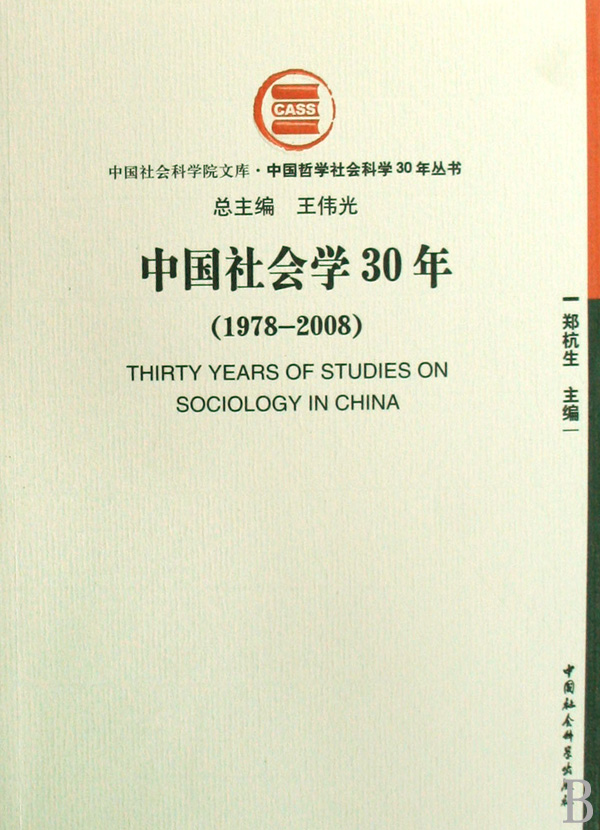 CASS
中国社会科学院文库·中国哲学社会科学30年丛书
总主编 王伟光
中国社会学30年
(1978–2008)
THIRTY YEARS OF STUDIES ON
SOCIOLOGY IN CHINA
郑杭生 主编
中国社会科学出版社
B